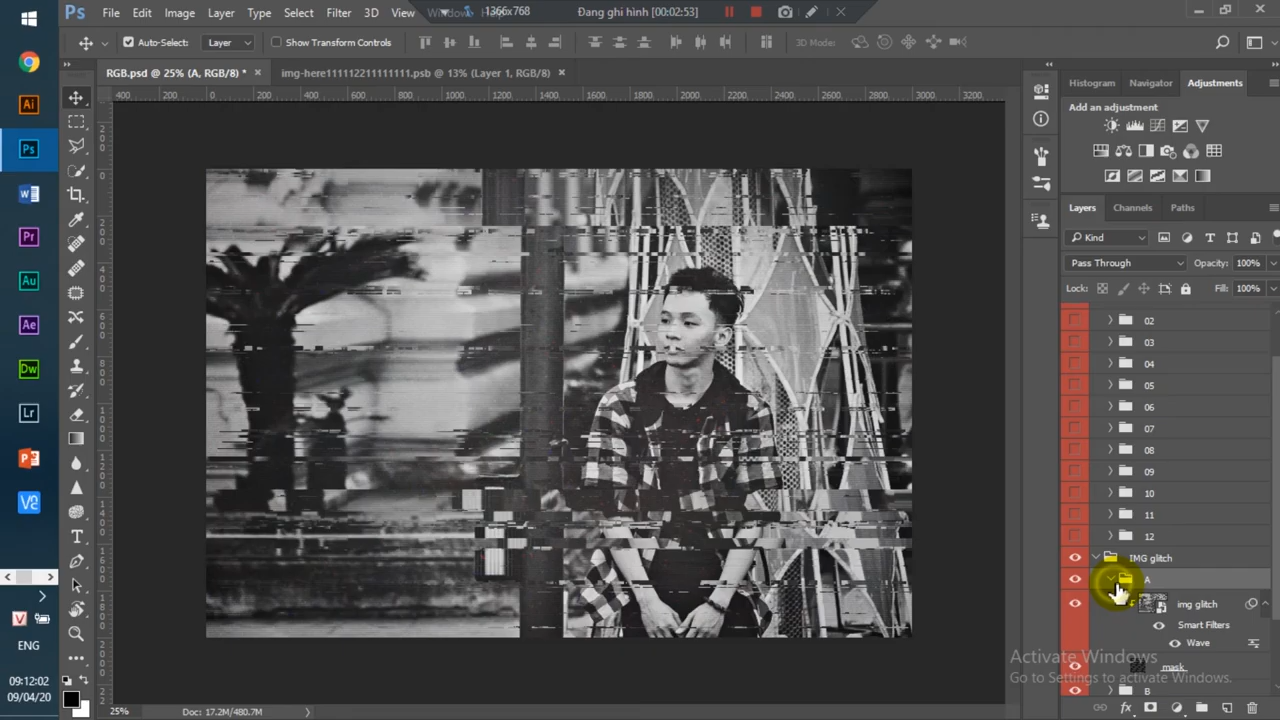 Ps File Edit Image Layer Type Select Filter 3D View Window Help
1366x768 Đang ghi hình [00:02:53]
Auto-Select: Layer Show Transform Controls 3D Mode:
RGB.psd @ 25% (A, RGB/8) * × img-here111112211111111.psb @ 13% (Layer 1, RGB/8) ×
400 200 0 200 400 600 800 1000 1200 1400 1600 1800 2000 2200 2400 2600 2800 3000 3200
Histogram Navigator Adjustments
Add an adjustment
Layers Channels Paths
Kind
Pass Through Opacity: 100%
Lock: Fill: 100%
02
03
04
05
06
07
08
09
10
11
12
IMG glitch
A
img glitch
Smart Filters
Wave
mask
B
Ai
Ps
Pr
Au
Ae
Dw
Lr
ENG
09:12:02
09/04/20
25% Doc: 17.2M/480.7M
Activate Windows
Go to Settings to activate Windows.